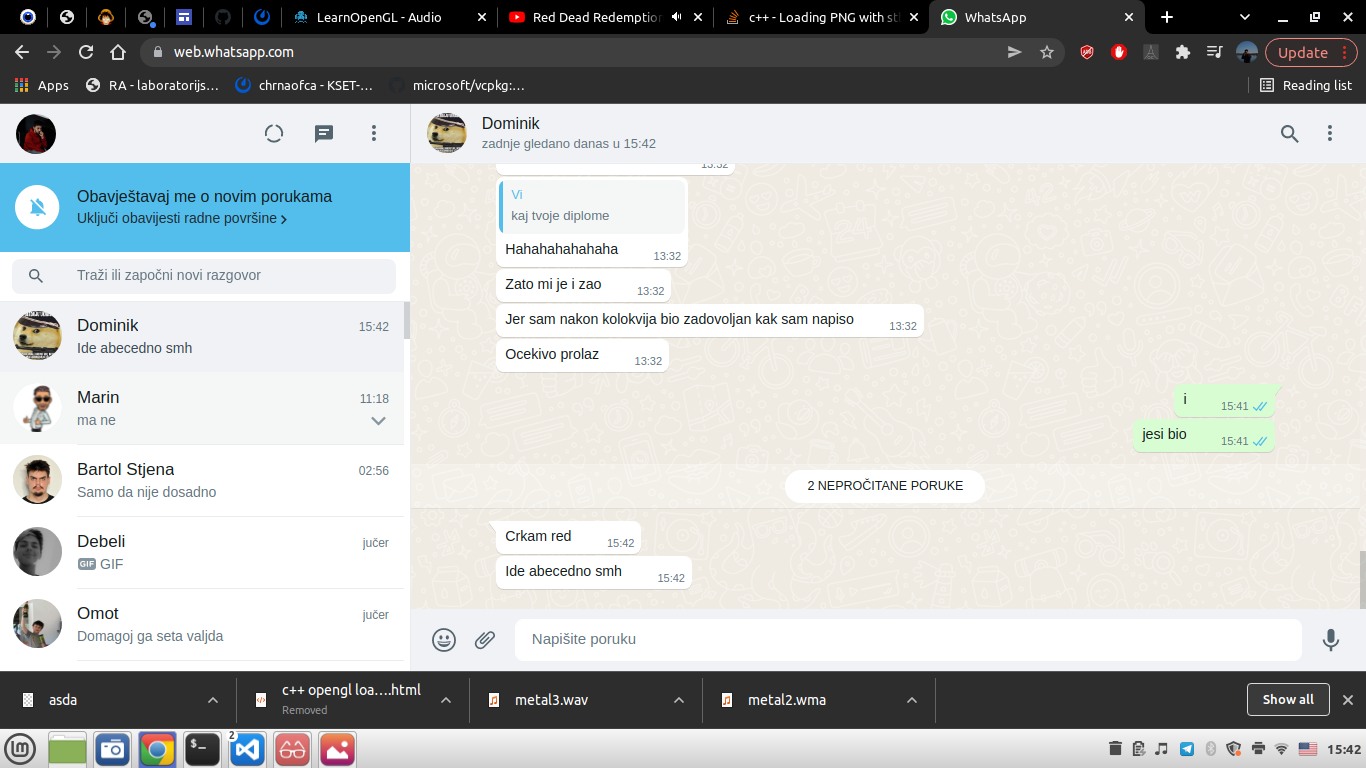 LearnOpenGL - Audio
Red Dead Redemption
c++ - Loading PNG with stb
WhatsApp
web.whatsapp.com
Update
Apps
RA - laboratorijs…
chrnaofca - KSET-…
microsoft/vcpkg:…
Reading list
Dominik
zadnje gledano danas u 15:42
Obavještavaj me o novim porukama
Uključi obavijesti radne površine
Traži ili započni novi razgovor
Dominik
15:42
Ide abecedno smh
Marin
11:18
ma ne
Bartol Stjena
02:56
Samo da nije dosadno
Debeli
jučer
GIF GIF
Omot
jučer
Domagoj ga seta valjda
13:32
Vi
kaj tvoje diplome
Hahahahahahaha
13:32
Zato mi je i zao
13:32
Jer sam nakon kolokvija bio zadovoljan kak sam napiso
13:32
Ocekivo prolaz
13:32
i
15:41
jesi bio
15:41
2 NEPROČITANE PORUKE
Crkam red
15:42
Ide abecedno smh
15:42
Napišite poruku
asda
c++ opengl loa….html
Removed
metal3.wav
metal2.wma
Show all
2
15:42